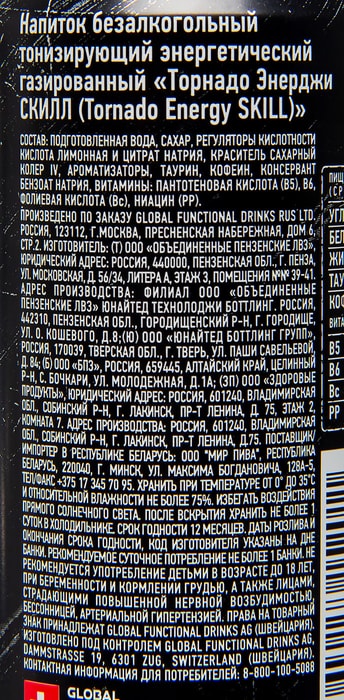 Напиток безалкогольный
тонизирующий энергетический
газированный «Торнадо Энерджи
СКИЛЛ (Tornado Energy SKILL)»
СОСТАВ: ПОДГОТОВЛЕННАЯ ВОДА, САХАР, РЕГУЛЯТОРЫ КИСЛОТНОСТИ
КИСЛОТА ЛИМОННАЯ И ЦИТРАТ НАТРИЯ, КРАСИТЕЛЬ САХАРНЫЙ
КОЛЕР IV, АРОМАТИЗАТОРЫ, ТАУРИН, КОФЕИН, КОНСЕРВАНТ
БЕНЗОАТ НАТРИЯ, ВИТАМИНЫ: ПАНТОТЕНОВАЯ КИСЛОТА (B5), B6,
ФОЛИЕВАЯ КИСЛОТА (Bc), НИАЦИН (PP).
ПРОИЗВЕДЕНО ПО ЗАКАЗУ GLOBAL FUNCTIONAL DRINKS RUS LTD.
РОССИЯ, 123112, Г.МОСКВА, ПРЕСНЕНСКАЯ НАБЕРЕЖНАЯ, ДОМ 6,
СТР.2. ИЗГОТОВИТЕЛЬ: (Т) ООО «ОБЪЕДИНЕННЫЕ ПЕНЗЕНСКИЕ ЛВЗ»
ЮРИДИЧЕСКИЙ АДРЕС: РОССИЯ, 440000, ПЕНЗЕНСКАЯ ОБЛ., Г. ПЕНЗА,
УЛ. МОСКОВСКАЯ, Д. 56/34, ЛИТЕРА А, ЭТАЖ 3, ПОМЕЩЕНИЯ №№ 39-41.
АДРЕС ПРОИЗВОДСТВА: ФИЛИАЛ ООО «ОБЪЕДИНЕННЫЕ
ПЕНЗЕНСКИЕ ЛВЗ» ЮНАЙТЕД ТЕХНОЛОДЖИ БОТТЛИНГ. РОССИЯ,
442310, ПЕНЗЕНСКАЯ ОБЛ., ГОРОДИЩЕНСКИЙ Р-Н, Г. ГОРОДИЩЕ,
УЛ. О. КОШЕВОГО, Д.8;(Ю) ООО «ЮНАЙТЕД БОТТЛИНГ ГРУПП»,
РОССИЯ, 170039, ТВЕРСКАЯ ОБЛ., Г. ТВЕРЬ, УЛ. ПАШИ САВЕЛЬЕВОЙ,
Д. 84; (Б) ООО «БПЗ», РОССИЯ, 659445, АЛТАЙСКИЙ КРАЙ, ЦЕЛИННЫЙ
Р-Н, С. БОЧКАРИ, УЛ. МОЛОДЕЖНАЯ, Д.1А; (ЗП) ООО «ЗДОРОВЫЕ
ПРОДУКТЫ», ЮРИДИЧЕСКИЙ АДРЕС: РОССИЯ, 601240, ВЛАДИМИРСКАЯ
ОБЛ., СОБИНСКИЙ Р-Н, Г. ЛАКИНСК, ПР-Т ЛЕНИНА, Д. 75, ЭТАЖ 2,
КОМНАТА 7. АДРЕС ПРОИЗВОДСТВА: РОССИЯ, 601240, ВЛАДИМИРСКАЯ
ОБЛ., СОБИНСКИЙ Р-Н, Г. ЛАКИНСК, ПР-Т ЛЕНИНА, Д.75. ПОСТАВЩИК/
ИМПОРТЕР В РЕСПУБЛИКЕ БЕЛАРУСЬ: ООО "МИР ПИВА", РЕСПУБЛИКА
БЕЛАРУСЬ, 220040, Г. МИНСК, УЛ. МАКСИМА БОГДАНОВИЧА, 128А-5,
ТЕЛ/ФАКС +375 17 345 70 95. ХРАНИТЬ ПРИ ТЕМПЕРАТУРЕ ОТ 0° ДО 35°С
И ОТНОСИТЕЛЬНОЙ ВЛАЖНОСТИ НЕ БОЛЕЕ 75%. ИЗБЕГАТЬ ВОЗДЕЙСТВИЯ
ПРЯМОГО СОЛНЕЧНОГО СВЕТА. ПОСЛЕ ВСКРЫТИЯ ХРАНИТЬ НЕ БОЛЕЕ 1
СУТОК В ХОЛОДИЛЬНИКЕ. СРОК ГОДНОСТИ 12 МЕСЯЦЕВ. ДАТЫ РОЗЛИВА И
ОКОНЧАНИЯ СРОКА ГОДНОСТИ, КОД ИЗГОТОВИТЕЛЯ УКАЗАНЫ НА ДНЕ
БАНКИ. РЕКОМЕНДУЕМОЕ СУТОЧНОЕ ПОТРЕБЛЕНИЕ НЕ БОЛЕЕ 1 БАНКИ. НЕ
РЕКОМЕНДУЕТСЯ УПОТРЕБЛЕНИЕ ДЕТЬМИ В ВОЗРАСТЕ ДО 18 ЛЕТ,
ПРИ БЕРЕМЕННОСТИ И КОРМЛЕНИИ ГРУДЬЮ, А ТАКЖЕ ЛИЦАМИ,
СТРАДАЮЩИМИ ПОВЫШЕННОЙ НЕРВНОЙ ВОЗБУДИМОСТЬЮ,
БЕССОННИЦЕЙ, АРТЕРИАЛЬНОЙ ГИПЕРТЕНЗИЕЙ. ПРАВА НА ТОВАРНЫЙ
ЗНАК ПРИНАДЛЕЖАТ GLOBAL FUNCTIONAL DRINKS AG (ШВЕЙЦАРИЯ).
ИЗГОТОВЛЕНО ПОД КОНТРОЛЕМ GLOBAL FUNCTIONAL DRINKS AG,
DAMMSTRASSE 19, 6301 ZUG, SWITZERLAND (ШВЕЙЦАРИЯ).
КОНТАКТНАЯ ИНФОРМАЦИЯ ДЛЯ ПОТРЕБИТЕЛЕЙ: 8-800-100-5088
GLOBAL
B5
B6
Bc
PP